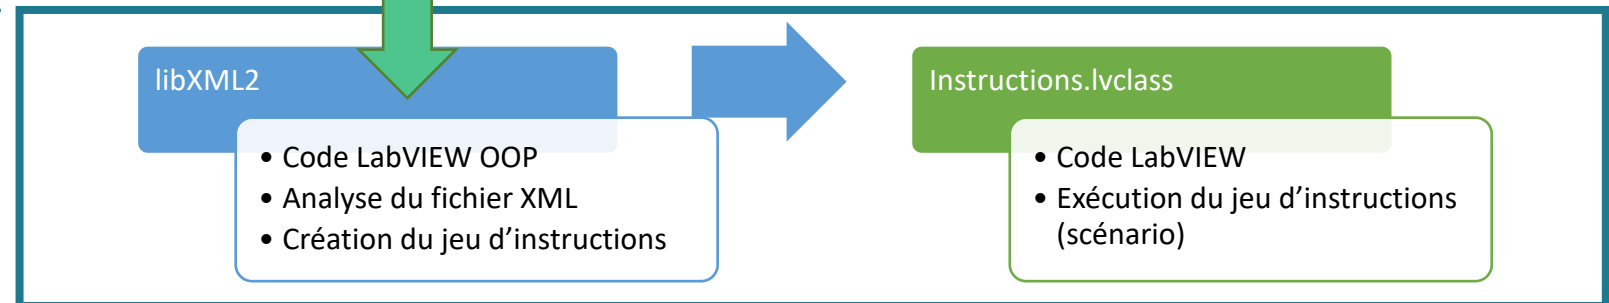 libXML2
• Code LabVIEW OOP
• Analyse du fichier XML
• Création du jeu d’instructions
Instructions.lvclass
• Code LabVIEW
• Exécution du jeu d’instructions
(scénario)